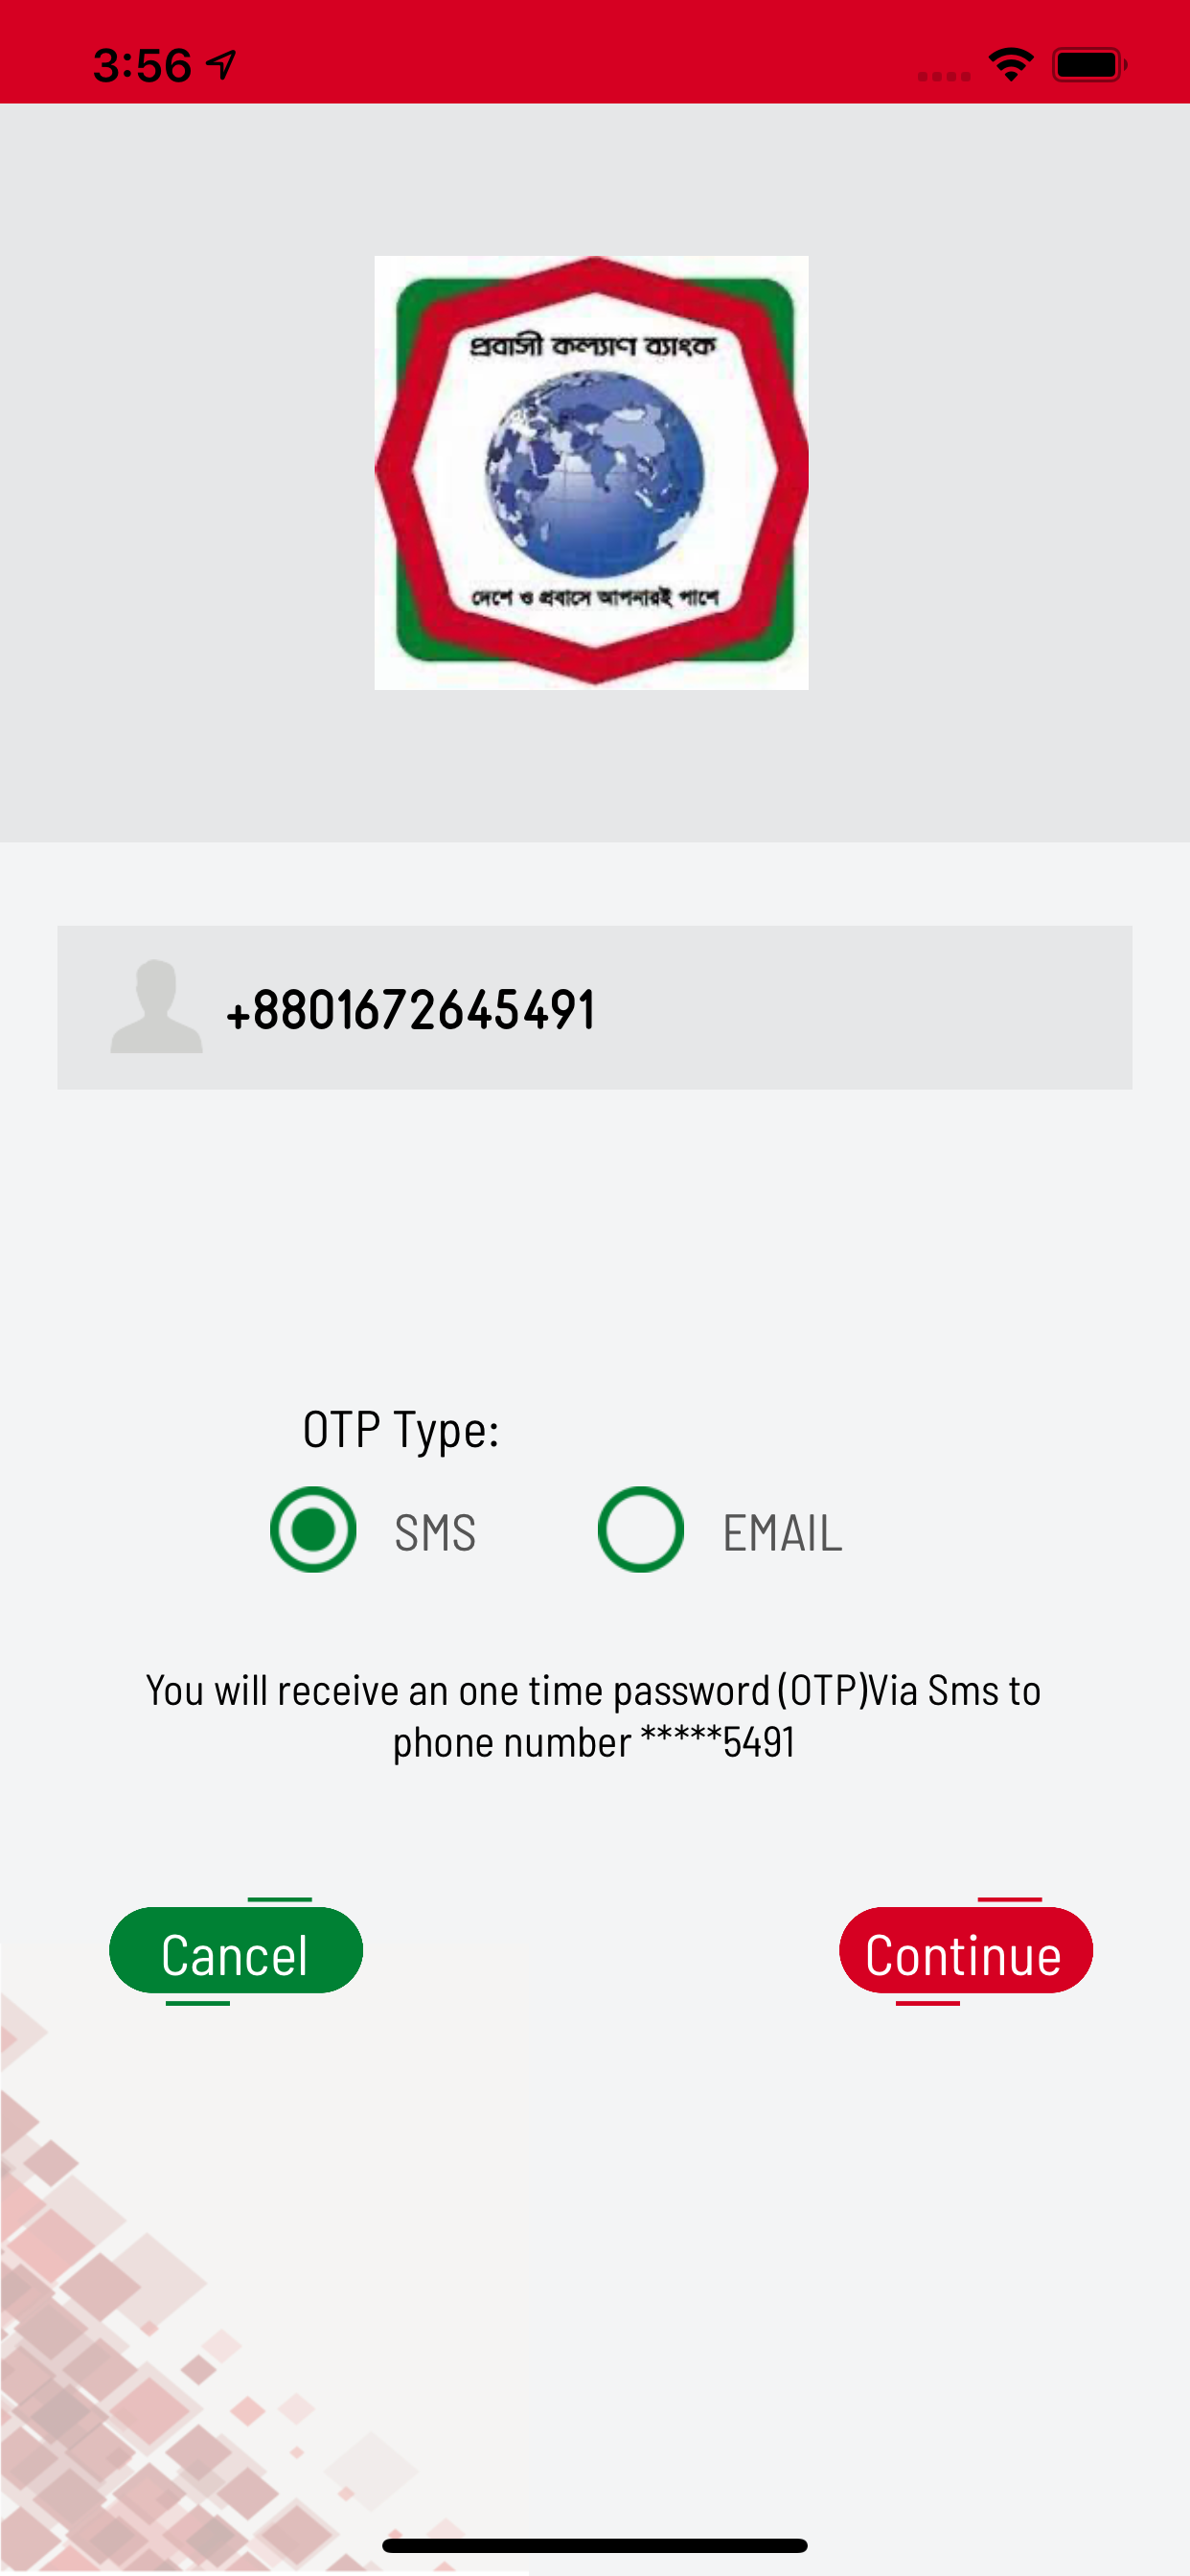 3:56
প্রবাসী কল্যাণ ব্যাংক
দেশে ও প্রবাসে আপনারই পাশে
+8801672645491
OTP Type:
SMS EMAIL
You will receive an one time password (OTP)Via Sms to
phone number *****5491
Cancel Continue